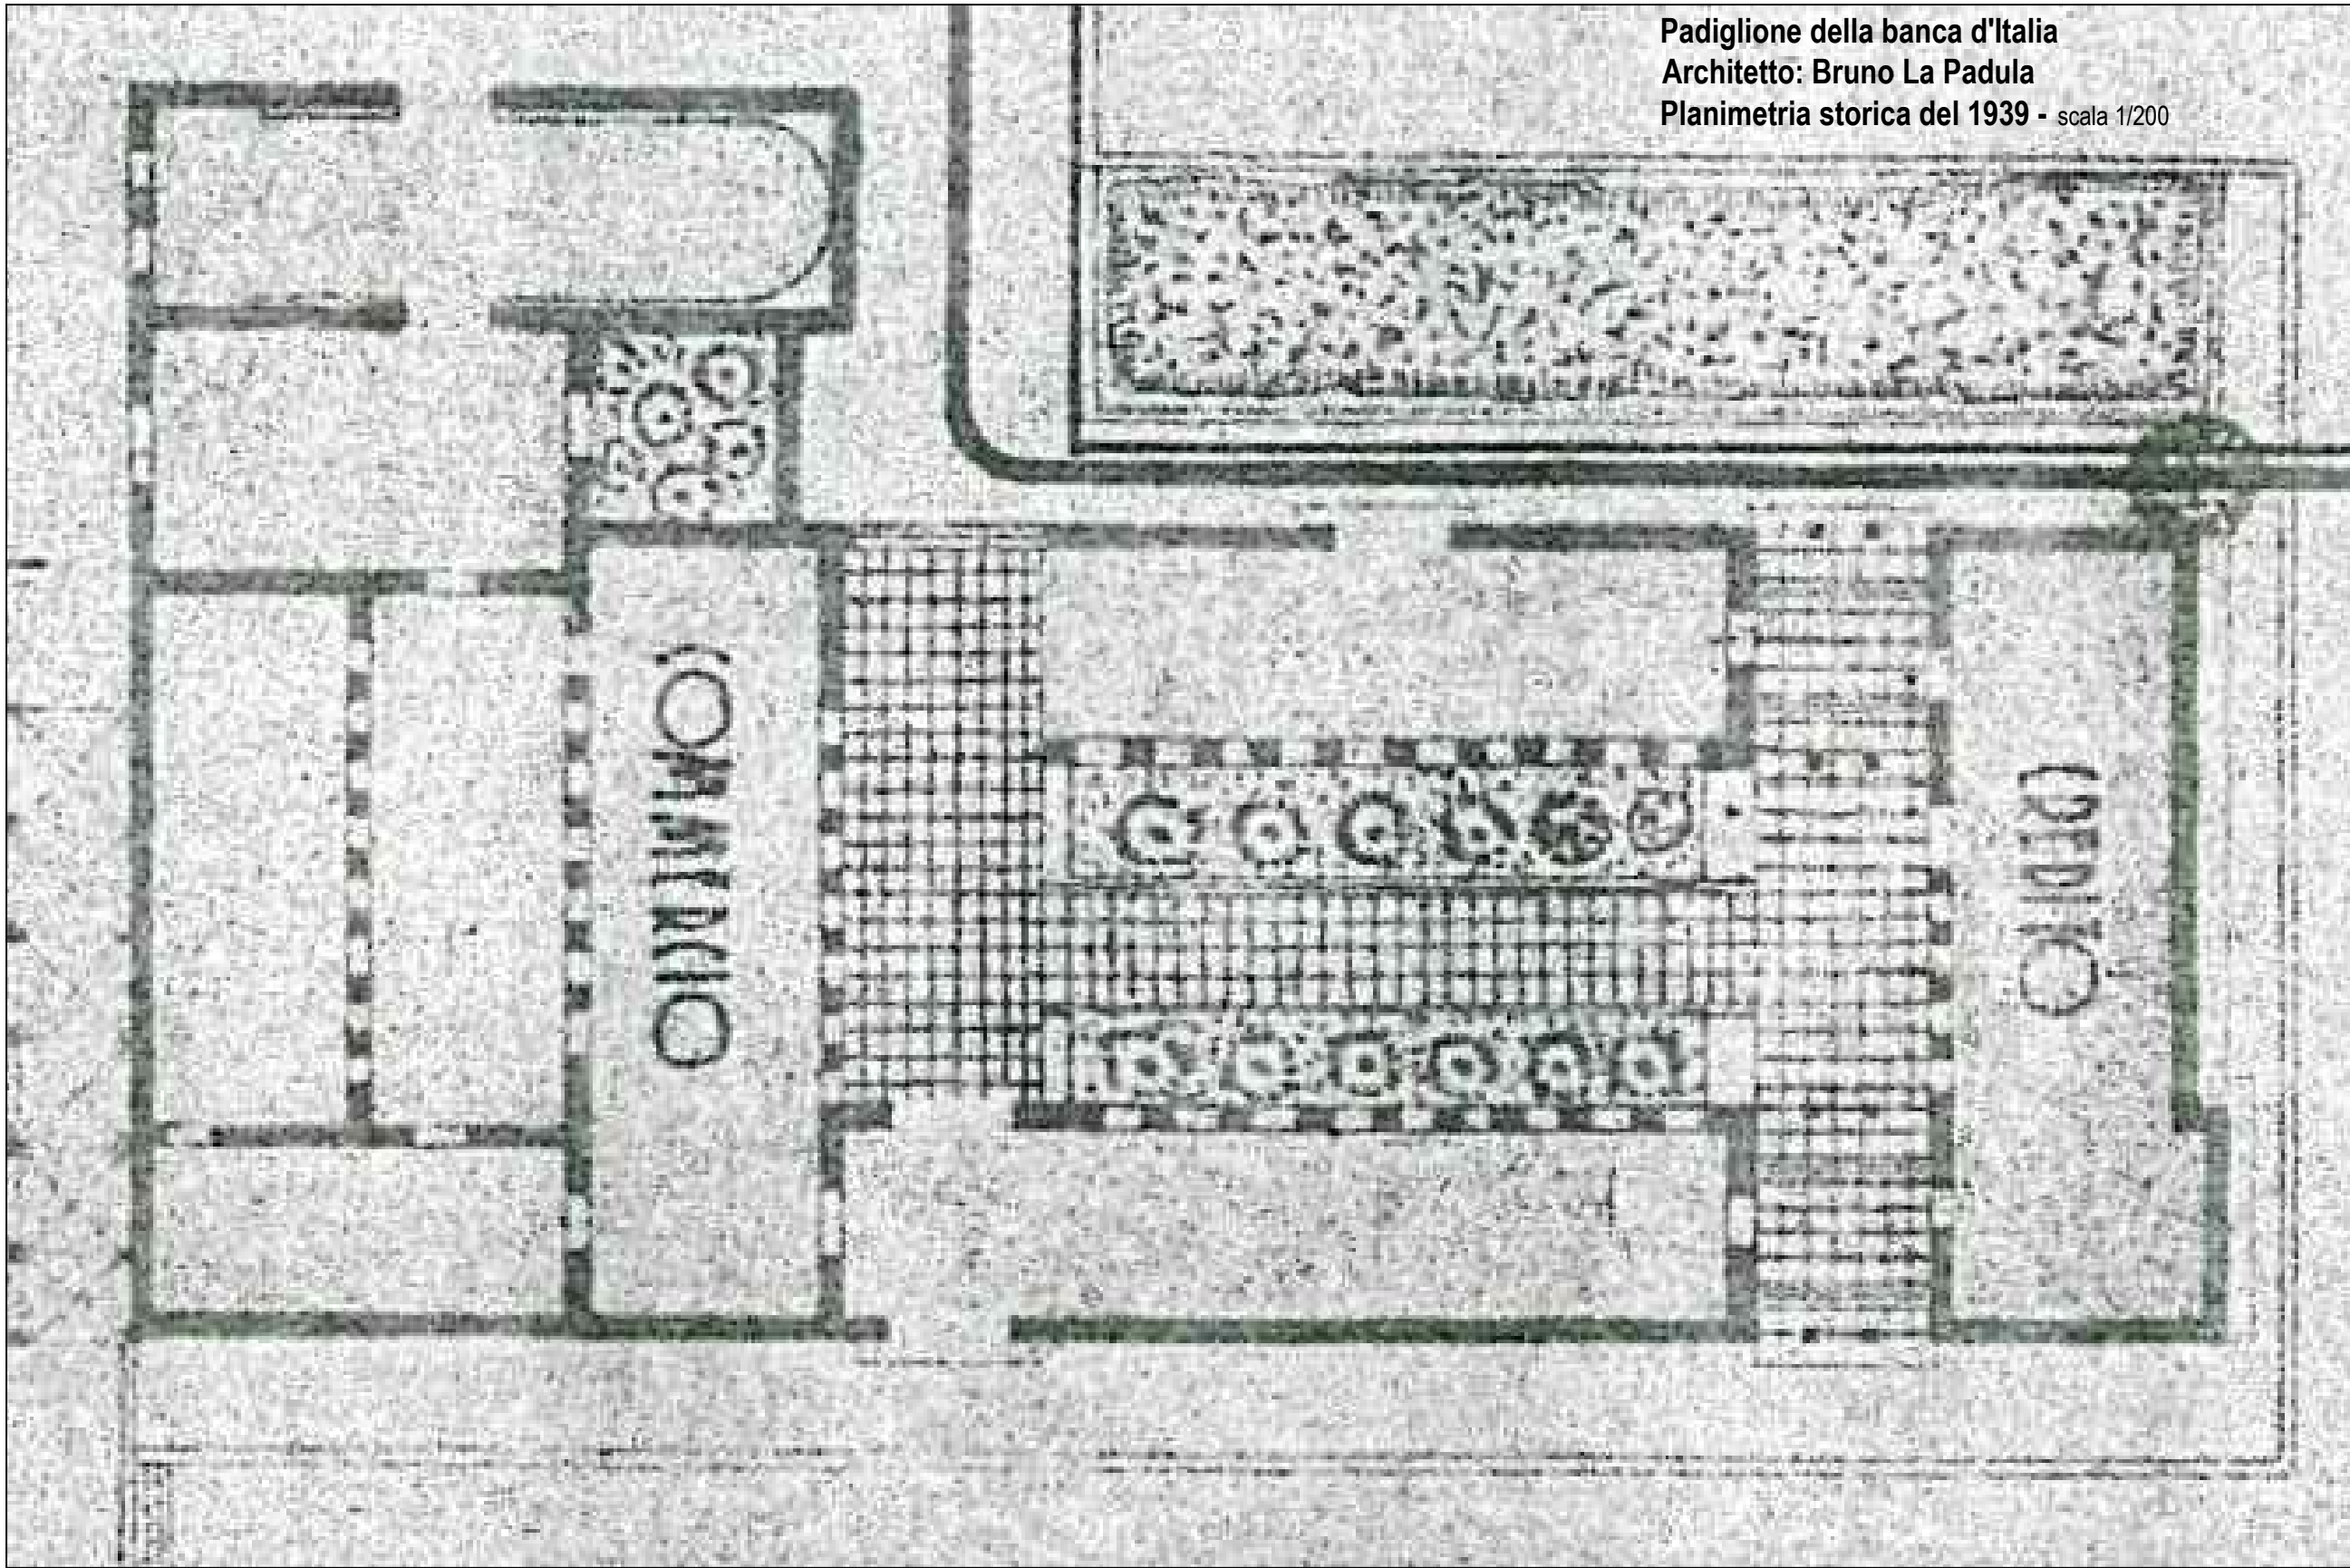 Padiglione della banca d'Italia
Architetto: Bruno La Padula
Planimetria storica del 1939 - scala 1/200
COMMERCIO
CREDITO